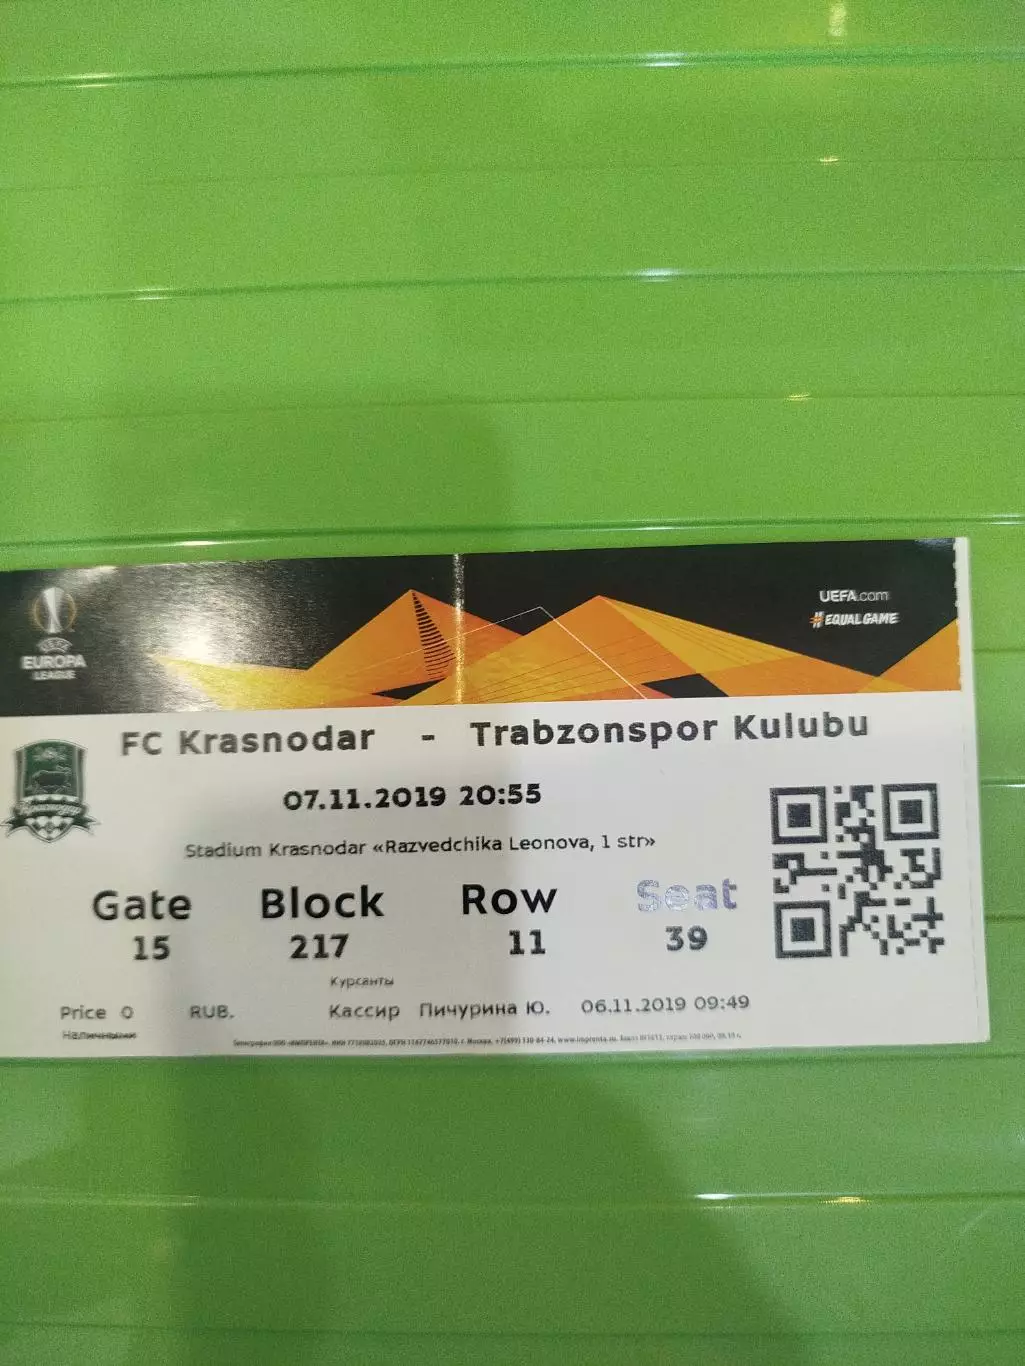 UEFA.com
#EQUALGAME
UEFA
EUROPA
LEAGUE
FC Krasnodar - Trabzonspor Kulubu
07.11.2019 20:55
Stadium Krasnodar «Razvedchika Leonova, 1 str»
Gate Block Row Seat
15 217 11 39
Курсанты
Price 0 RUB. Кассир Пичурина Ю. 06.11.2019 09:49
Наличными